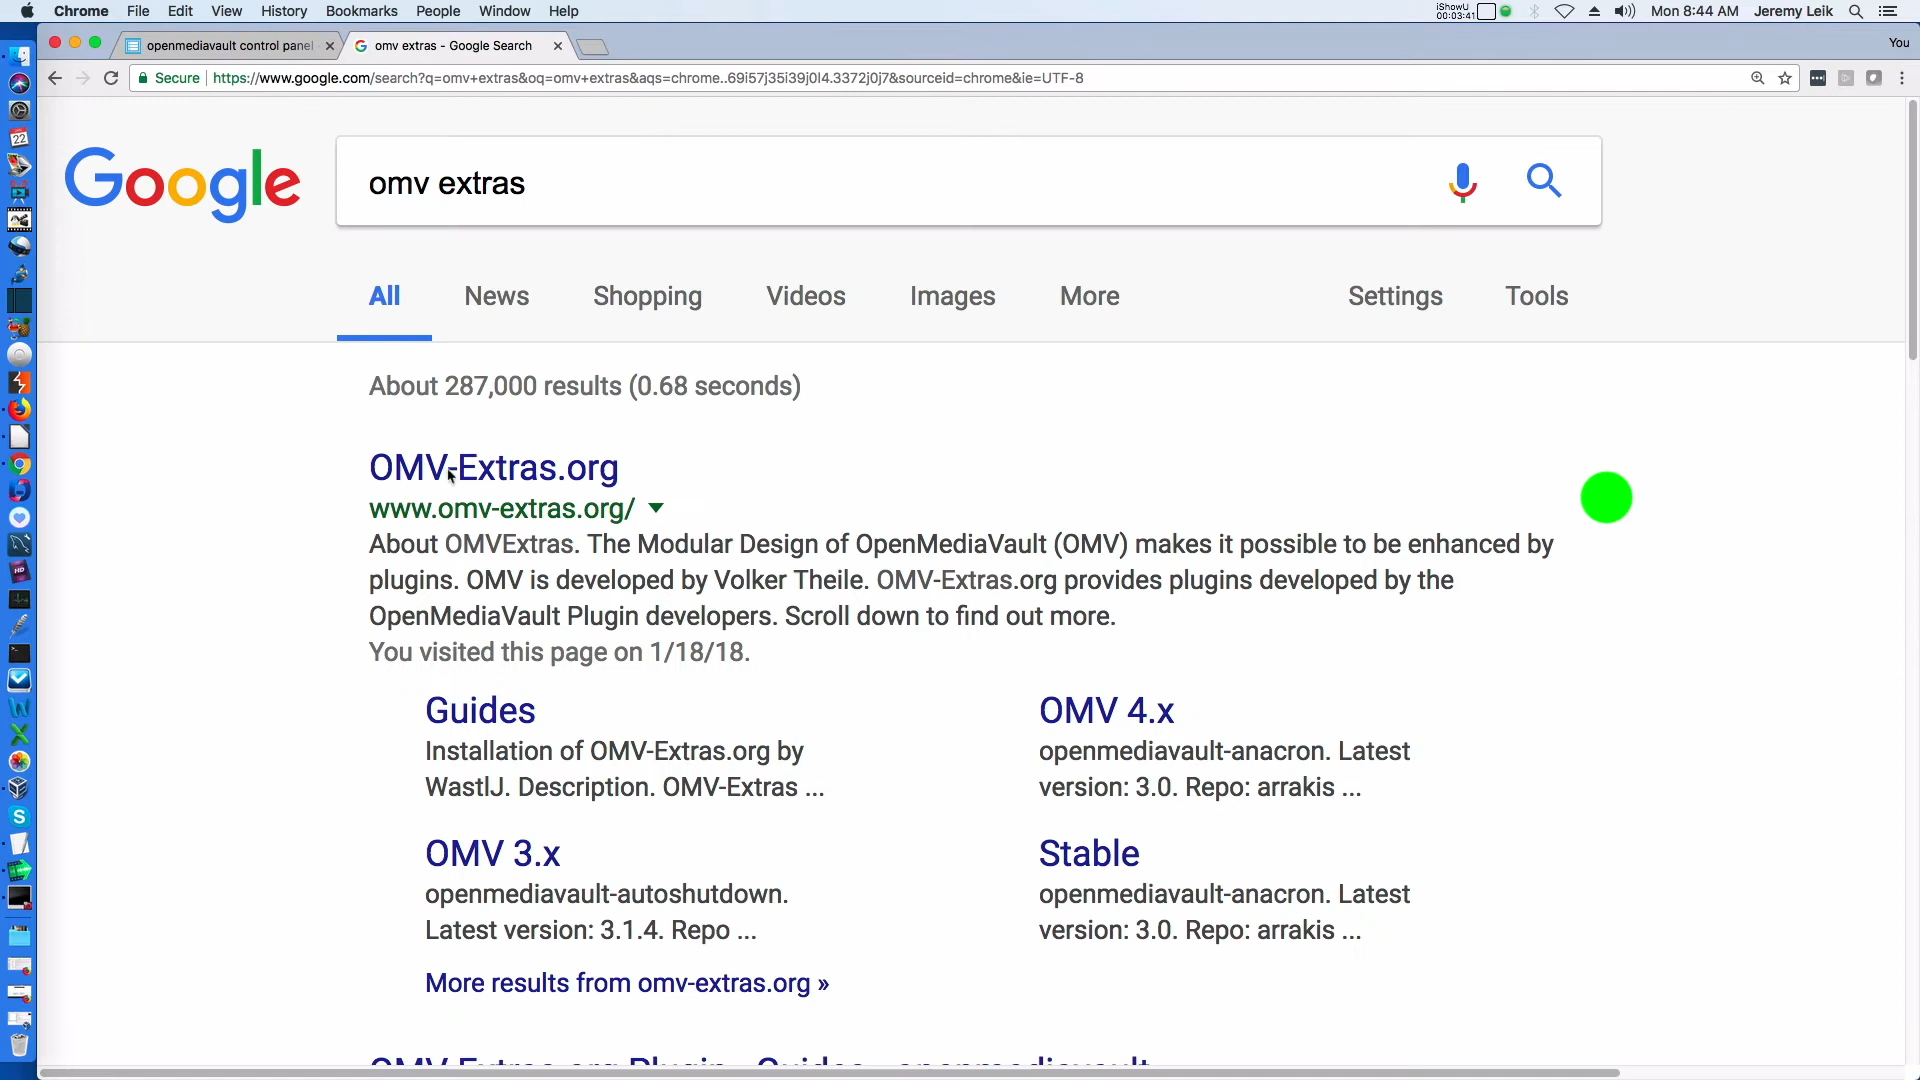 Chrome File Edit View History Bookmarks People Window Help
iShowU
00:03:41
Mon 8:44 AM Jeremy Leik
openmediavault control panel
omv extras - Google Search
You
Secure https://www.google.com/search?q=omv+extras&oq=omv+extras&aqs=chrome..69i57j35i39j0l4.3372j0j7&sourceid=chrome&ie=UTF-8
Google
omv extras
All News Shopping Videos Images More Settings Tools
About 287,000 results (0.68 seconds)
OMV-Extras.org
www.omv-extras.org/
About OMVExtras. The Modular Design of OpenMediaVault (OMV) makes it possible to be enhanced by
plugins. OMV is developed by Volker Theile. OMV-Extras.org provides plugins developed by the
OpenMediaVault Plugin developers. Scroll down to find out more.
You visited this page on 1/18/18.
Guides
Installation of OMV-Extras.org by
WastlJ. Description. OMV-Extras ...
OMV 4.x
openmediavault-anacron. Latest
version: 3.0. Repo: arrakis ...
OMV 3.x
openmediavault-autoshutdown.
Latest version: 3.1.4. Repo ...
Stable
openmediavault-anacron. Latest
version: 3.0. Repo: arrakis ...
More results from omv-extras.org »
OMV-Extras.org Plugin - Guides - openmediavault